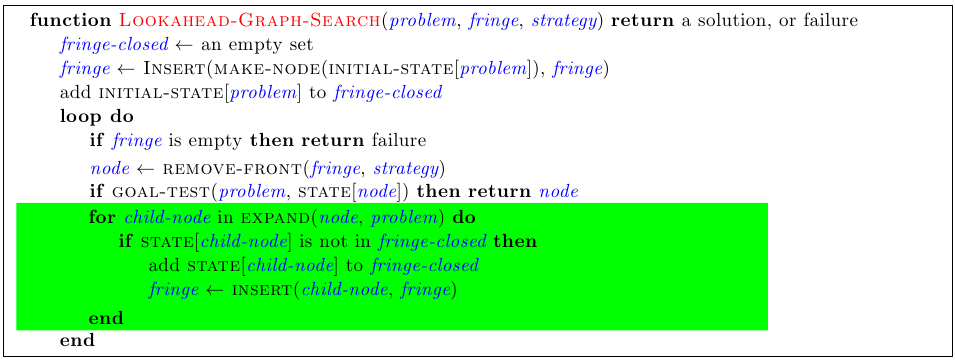 function LOOKAHEAD-GRAPH-SEARCH(problem, fringe, strategy) return a solution, or failure
fringe-closed ← an empty set
fringe ← INSERT(MAKE-NODE(INITIAL-STATE[problem]), fringe)
add INITIAL-STATE[problem] to fringe-closed
loop do
if fringe is empty then return failure
node ← REMOVE-FRONT(fringe, strategy)
if GOAL-TEST(problem, STATE[node]) then return node
for child-node in EXPAND(node, problem) do
if STATE[child-node] is not in fringe-closed then
add STATE[child-node] to fringe-closed
fringe ← INSERT(child-node, fringe)
end
end